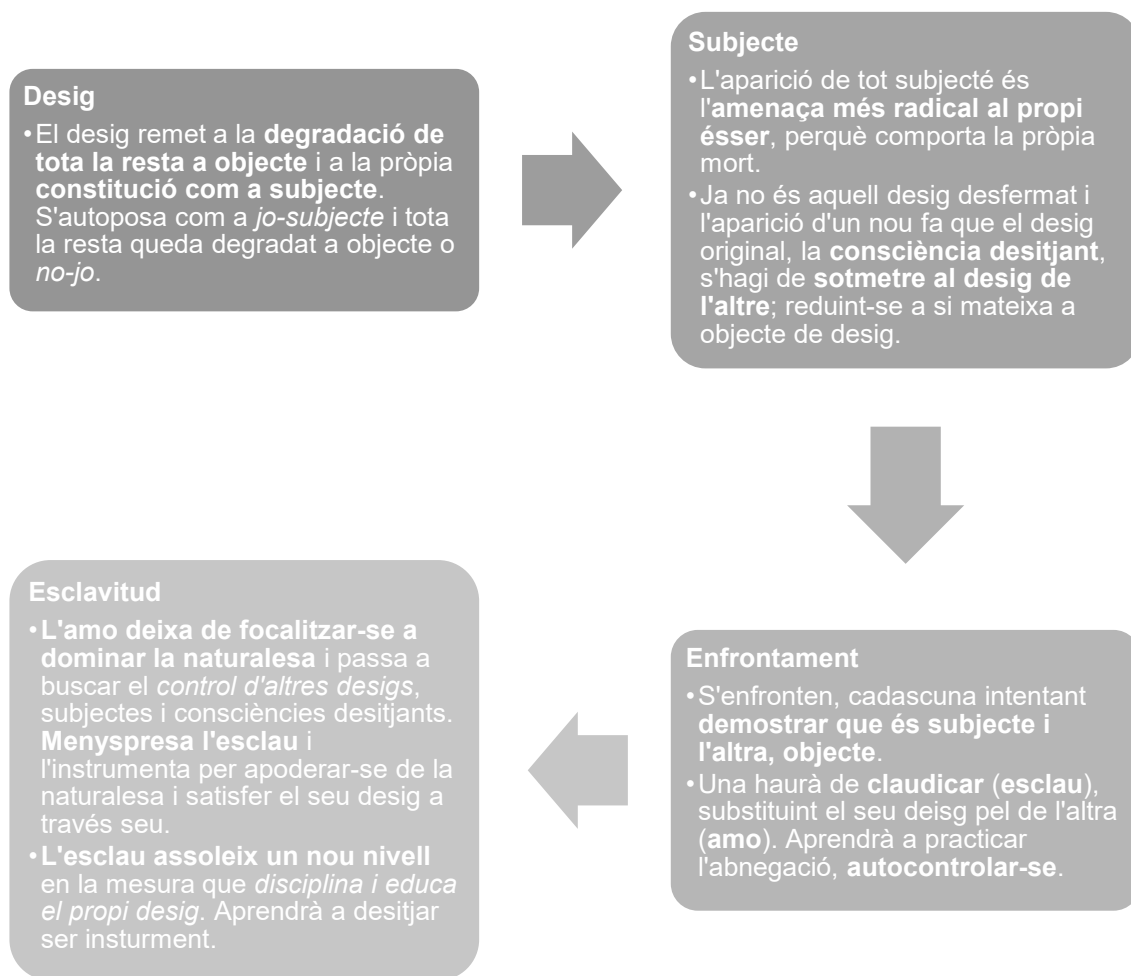 Desig
•El desig remet a la degradació de
tota la resta a objecte i a la pròpia
constitució com a subjecte.
S'autoposa com a jo-subjecte i tota
la resta queda degradat a objecte o
no-jo.
Subjecte
•L'aparició de tot subjecté és
l'amenaça més radical al propi
ésser, perquè comporta la pròpia
mort.
•Ja no és aquell desig desfermat i
l'aparició d'un nou fa que el desig
original, la consciència desitjant,
s'hagi de sotmetre al desig de
l'altre; reduint-se a si mateixa a
objecte de desig.
Enfrontament
•S'enfronten, cadascuna intentant
demostrar que és subjecte i
l'altra, objecte.
•Una haurà de claudicar (esclau),
substituint el seu deisg pel de l'altra
(amo). Aprendrà a practicar
l'abnegació, autocontrolar-se.
Esclavitud
•L'amo deixa de focalitzar-se a
dominar la naturalesa i passa a
buscar el control d'altres desigs,
subjectes i consciències desitjants.
Menyspresa l'esclau i
l'instrumenta per apoderar-se de la
naturalesa i satisfer el seu desig a
través seu.
•L'esclau assoleix un nou nivell
en la mesura que disciplina i educa
el propi desig. Aprendrà a desitjar
ser insturment.